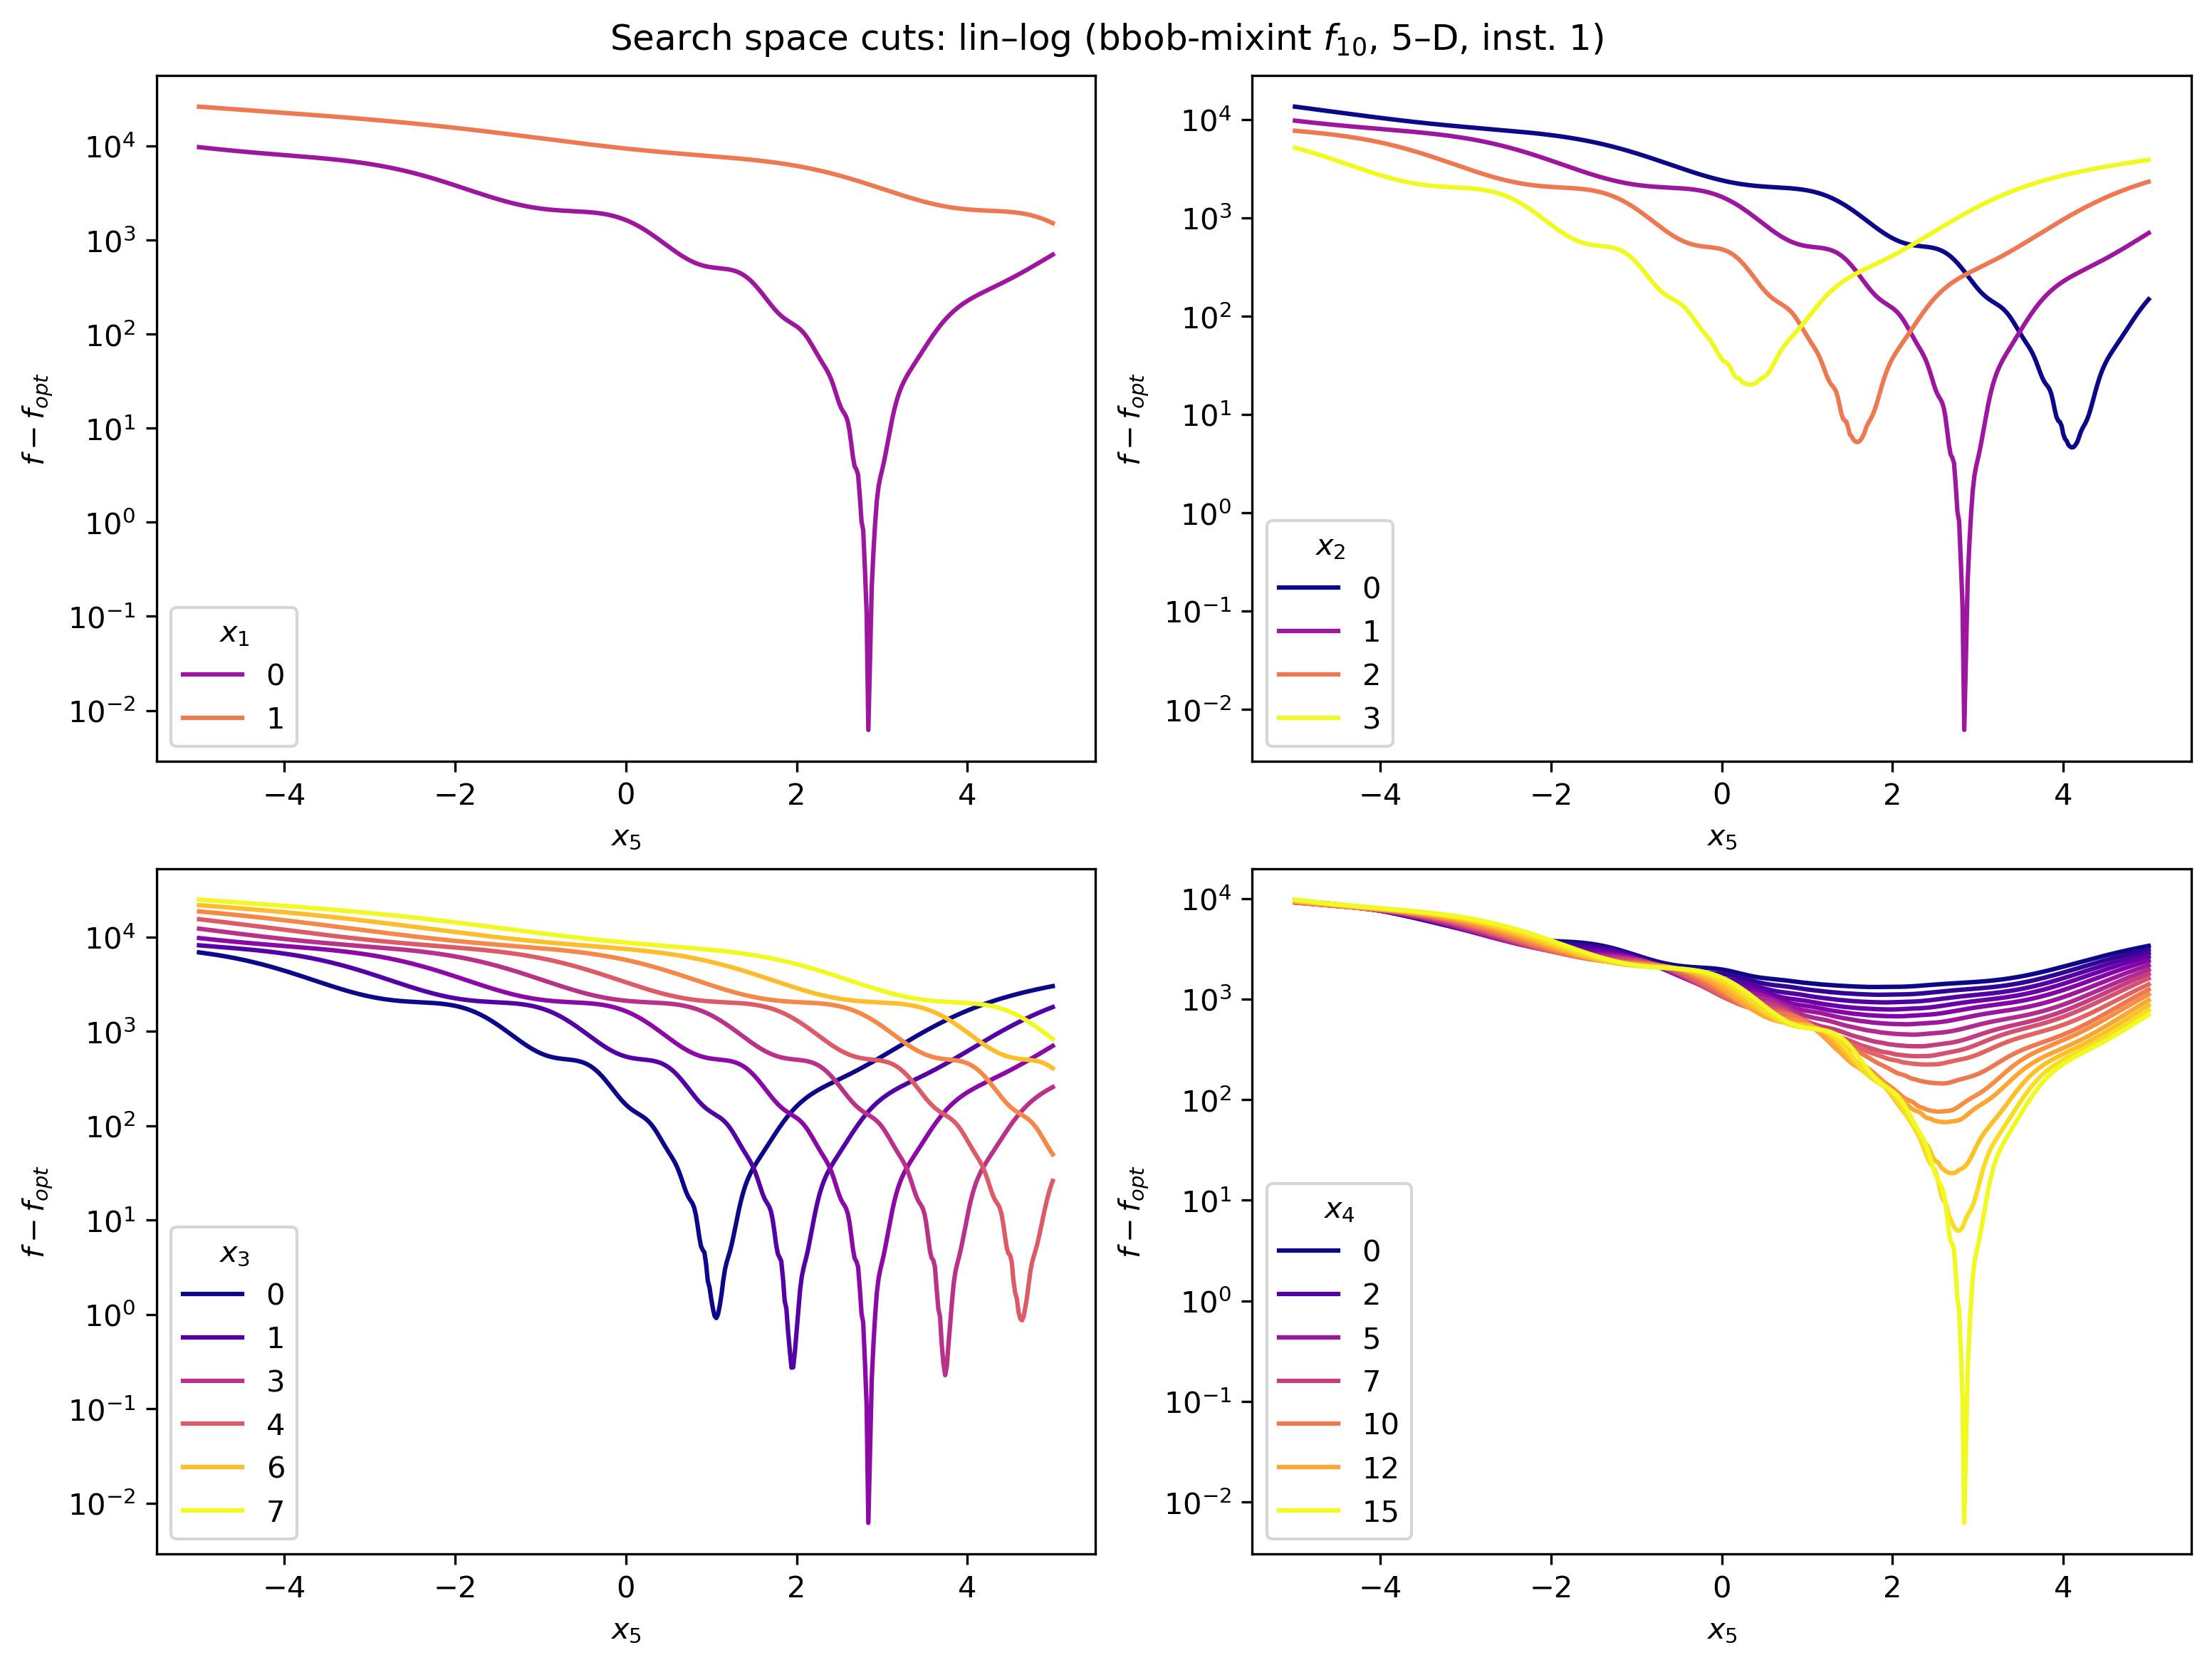 Search space cuts: lin–log (bbob-mixint f10, 5–D, inst. 1)
10^4
10^3
10^2
10^1
10^0
10^−1
10^−2
f − fopt
x1
0
1
−4 −2 0 2 4
x5
10^4
10^3
10^2
10^1
10^0
10^−1
10^−2
f − fopt
x2
0
1
2
3
−4 −2 0 2 4
x5
10^4
10^3
10^2
10^1
10^0
10^−1
10^−2
f − fopt
x3
0
1
3
4
6
7
−4 −2 0 2 4
x5
10^4
10^3
10^2
10^1
10^0
10^−1
10^−2
f − fopt
x4
0
2
5
7
10
12
15
−4 −2 0 2 4
x5